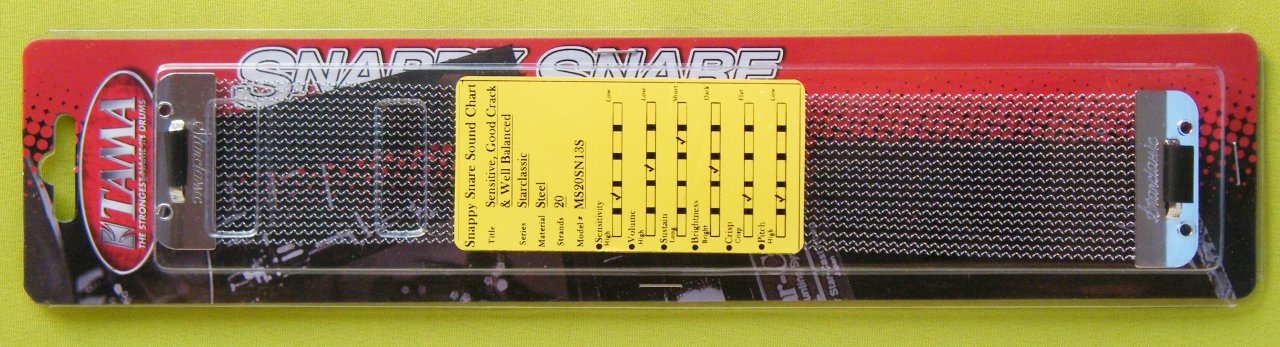 SNAPPY SNARE
TAMA
THE STRONGEST NAME IN DRUMS
Starclassic
Snappy Snare Sound Chart
Title Sensitive, Good Crack
& Well Balanced
Series Starclassic
Material Steel
Strands 20
Model # MS20SN13S
Sensitivity
High Low
Volume
High Low
Sustain
Long Short
Brightness
Bright Dark
Crisp
Crisp Flat
Pitch
High Low
Starclassic